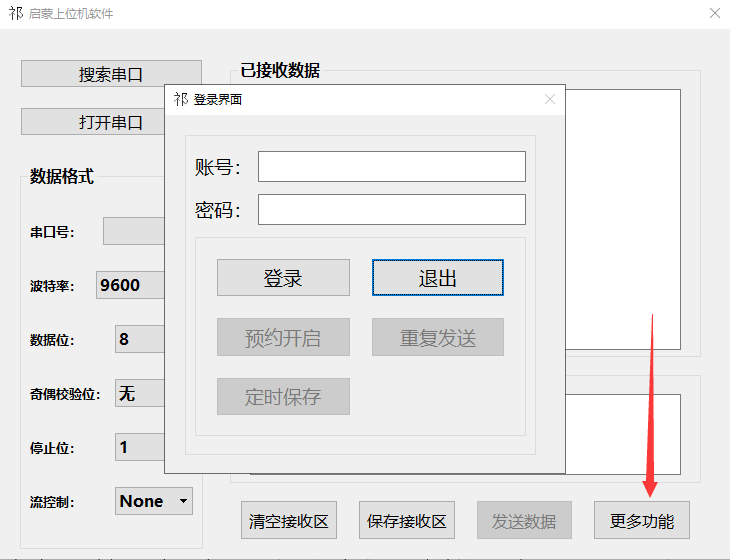 祁 启蒙上位机软件
搜索串口
打开串口
数据格式
串口号：
波特率： 9600
数据位： 8
奇偶校验位： 无
停止位： 1
流控制： None
已接收数据
祁 登录界面
账号：
密码：
登录 退出
预约开启 重复发送
定时保存
清空接收区 保存接收区 发送数据 更多功能